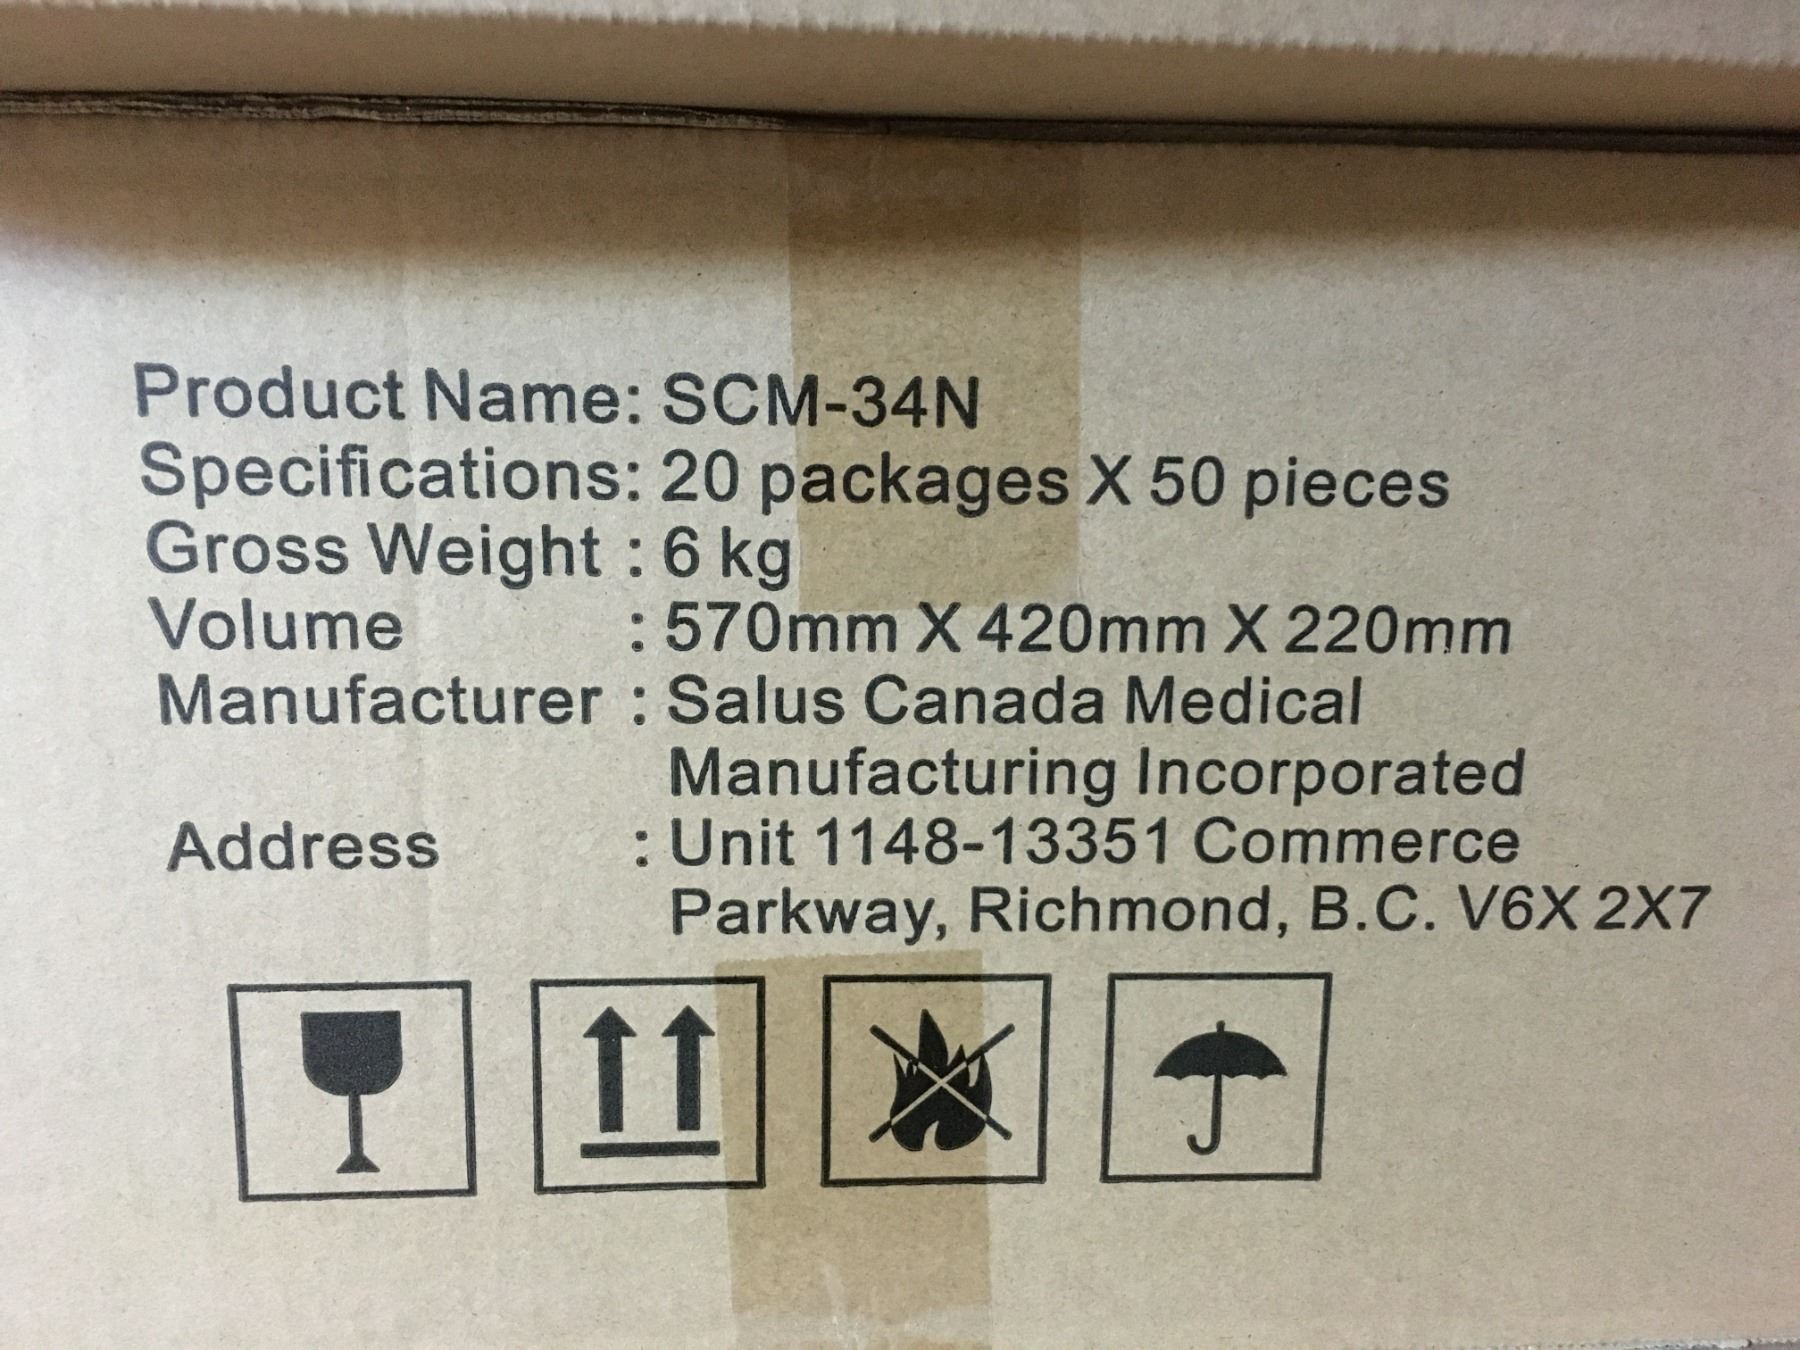 Product Name: SCM-34N
Specifications: 20 packages X 50 pieces
Gross Weight : 6 kg
Volume : 570mm X 420mm X 220mm
Manufacturer : Salus Canada Medical
Manufacturing Incorporated
Address : Unit 1148-13351 Commerce
Parkway, Richmond, B.C. V6X 2X7